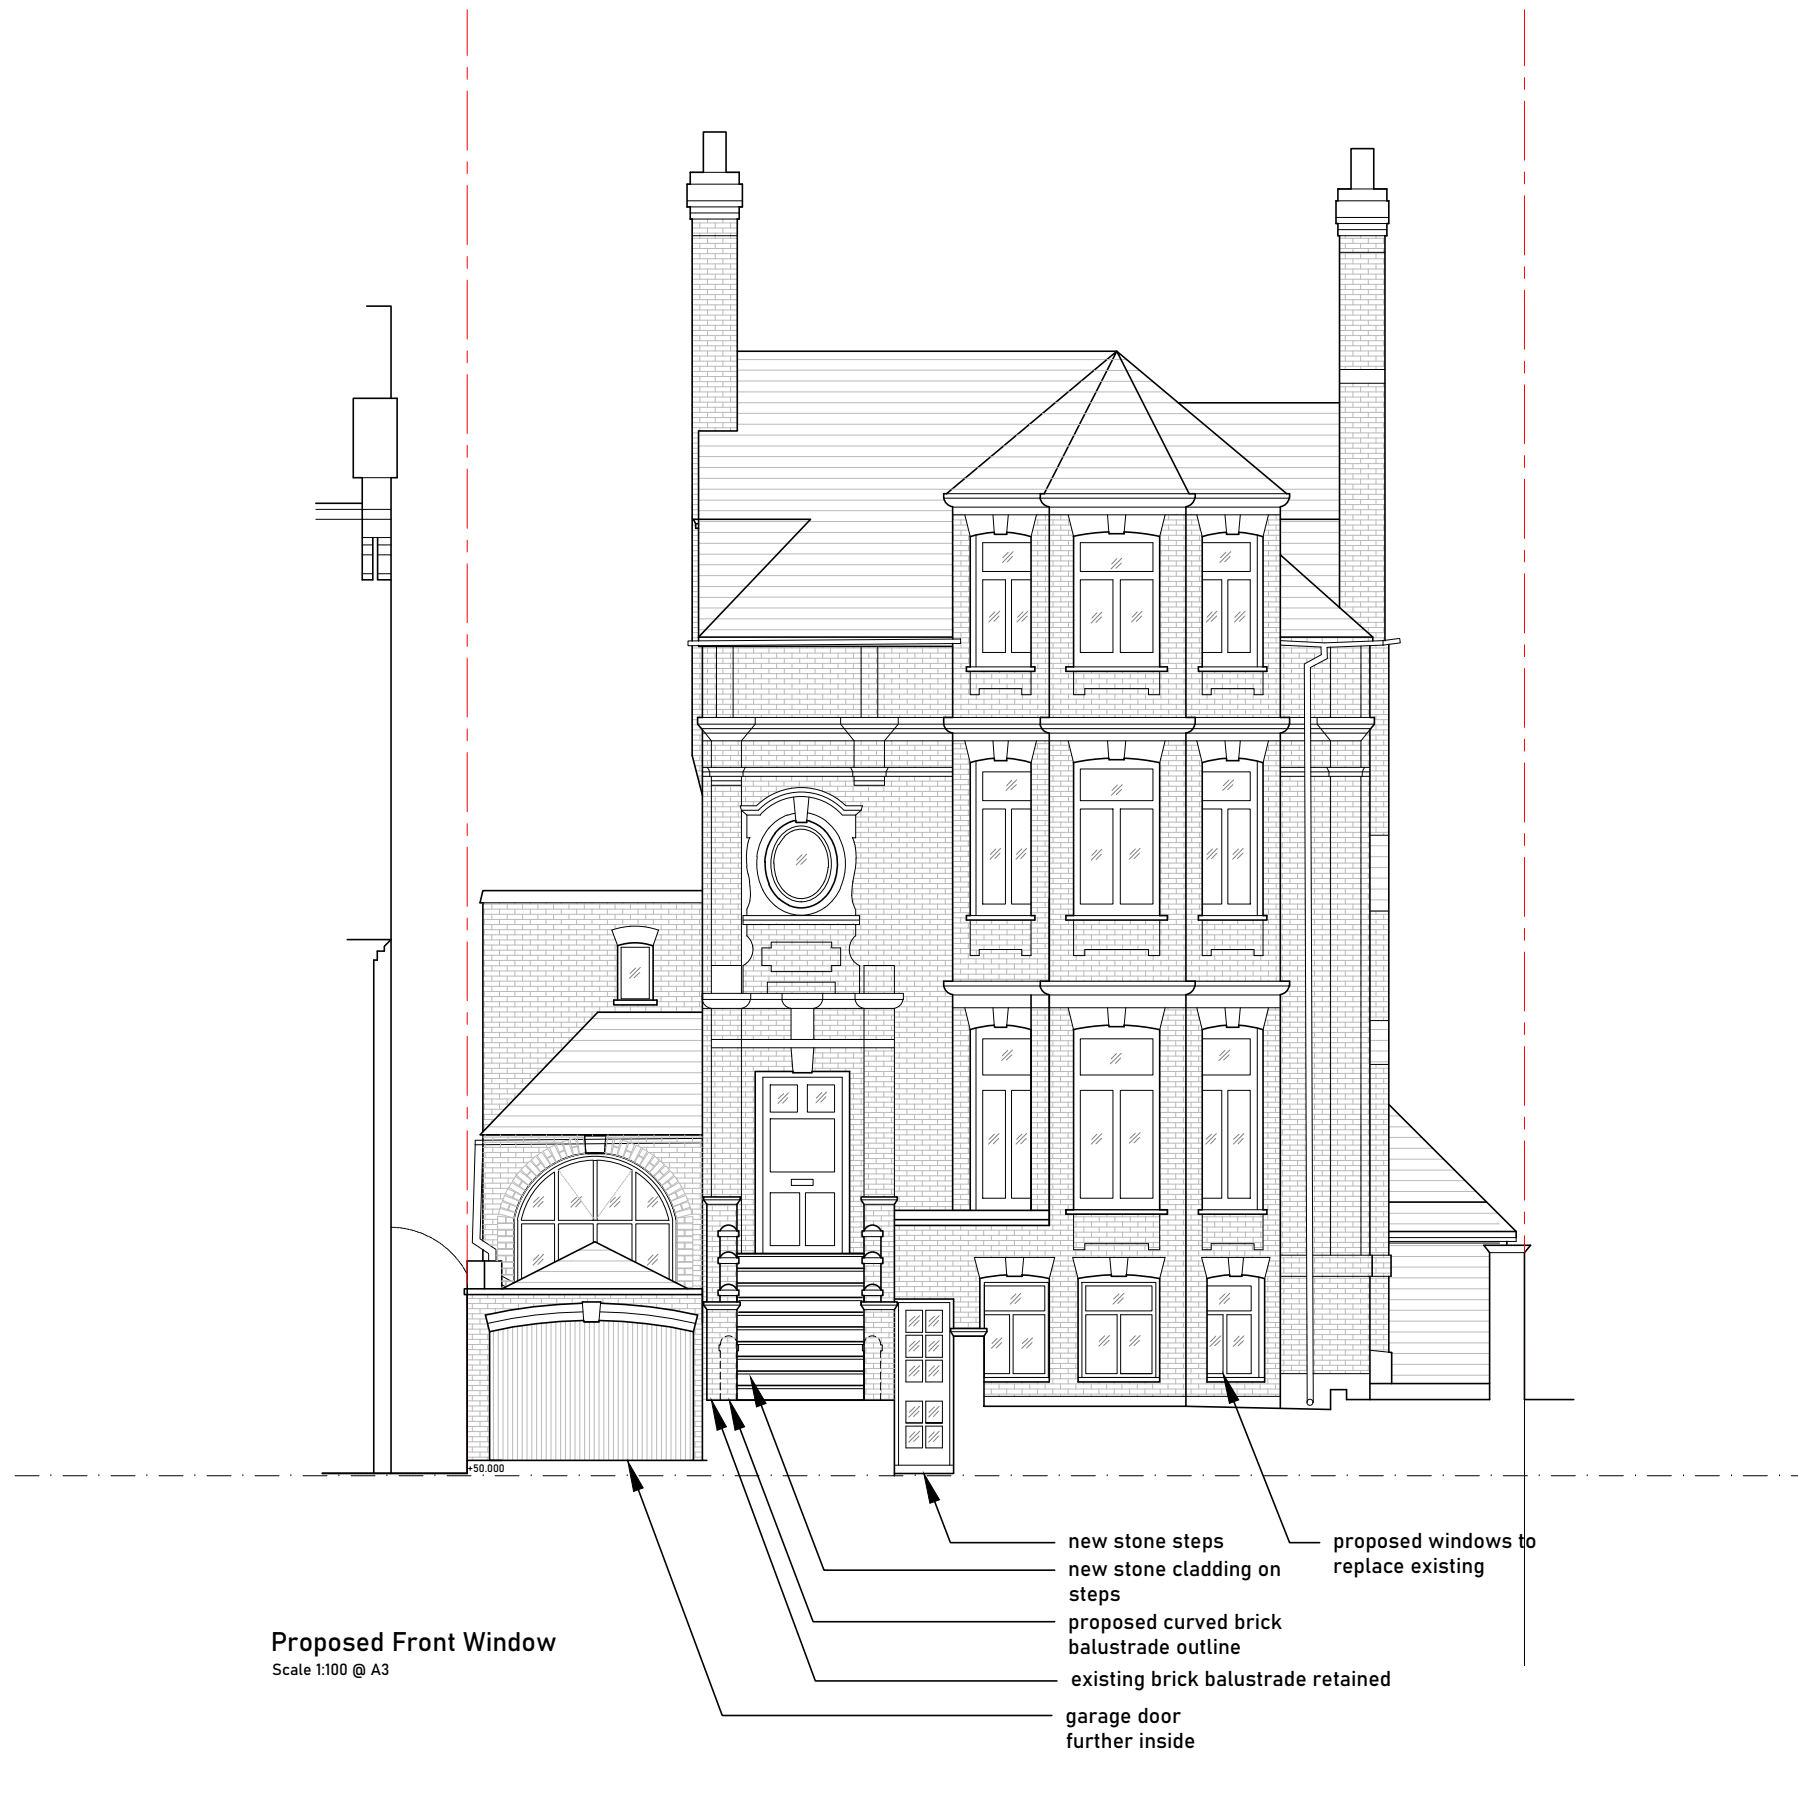 +50.000
new stone steps
proposed windows to
replace existing
new stone cladding on
steps
proposed curved brick
balustrade outline
existing brick balustrade retained
garage door
further inside
Proposed Front Window
Scale 1:100 @ A3